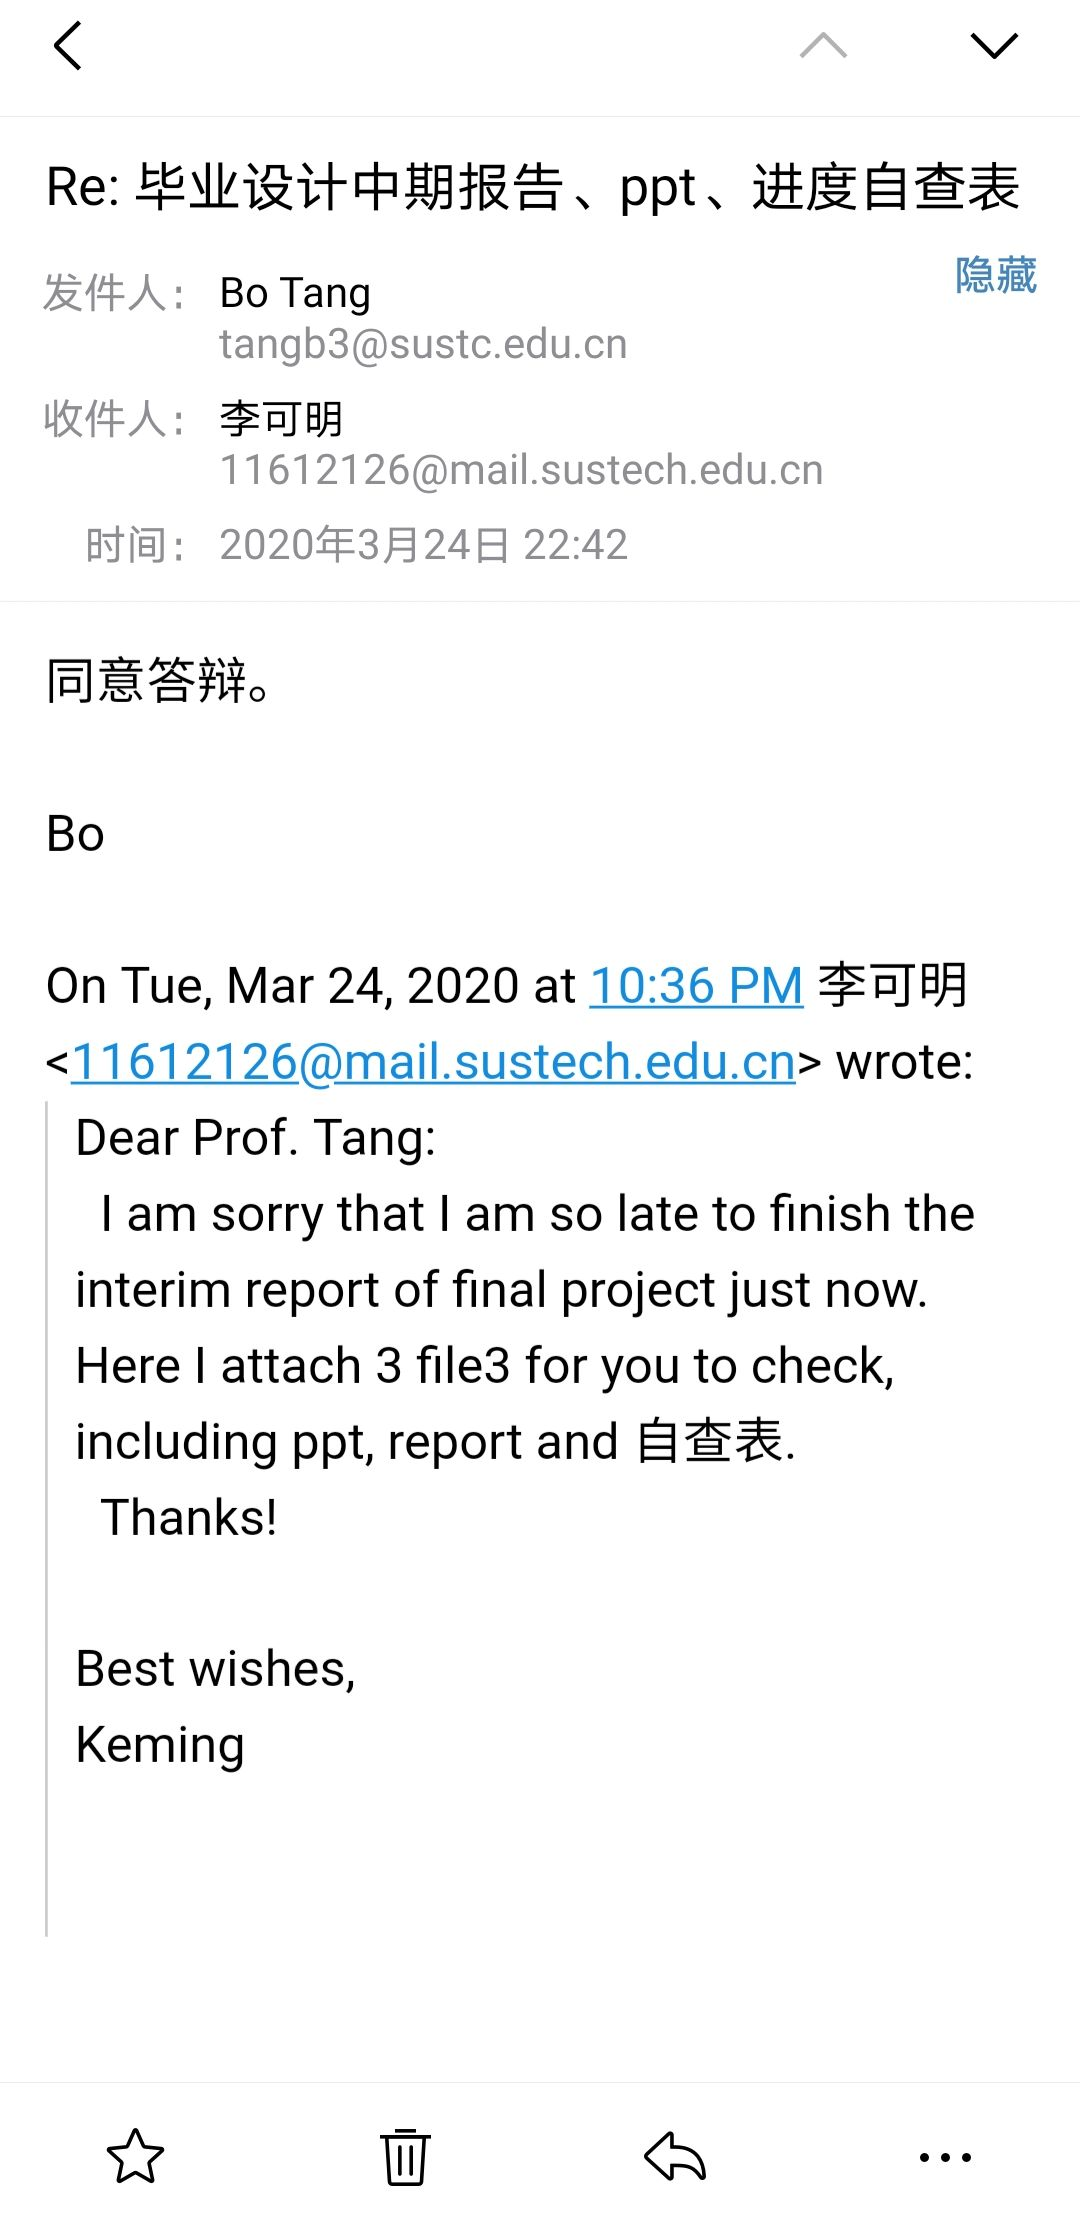 Re: 毕业设计中期报告、ppt、进度自查表
隐藏
发件人： Bo Tang
tangb3@sustc.edu.cn
收件人： 李可明
11612126@mail.sustech.edu.cn
时间： 2020年3月24日 22:42
同意答辩。
Bo
On Tue, Mar 24, 2020 at 10:36 PM 李可明
<11612126@mail.sustech.edu.cn> wrote:
Dear Prof. Tang:
I am sorry that I am so late to finish the
interim report of final project just now.
Here I attach 3 file3 for you to check,
including ppt, report and 自查表.
Thanks!
Best wishes,
Keming